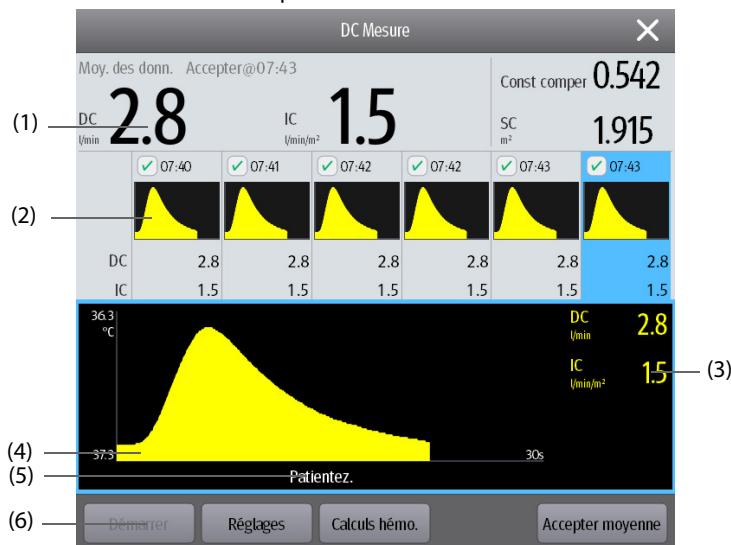 DC Mesure
Moy. des donn. Accepter@07:43
DC
l/min
2.8
IC
l/min/m²
1.5
Const comper 0.542
SC
m²
1.915
(1)
07:40 07:41 07:42 07:42 07:43 07:43
(2)
DC 2.8 2.8 2.8 2.8 2.8 2.8
IC 1.5 1.5 1.5 1.5 1.5 1.5
36.3
°C
DC
l/min
2.8
IC
l/min/m²
1.5
(3)
(4)
37.3
30s
(5)
Patientez.
(6)
Démarrer Réglages Calculs hémo. Accepter moyenne